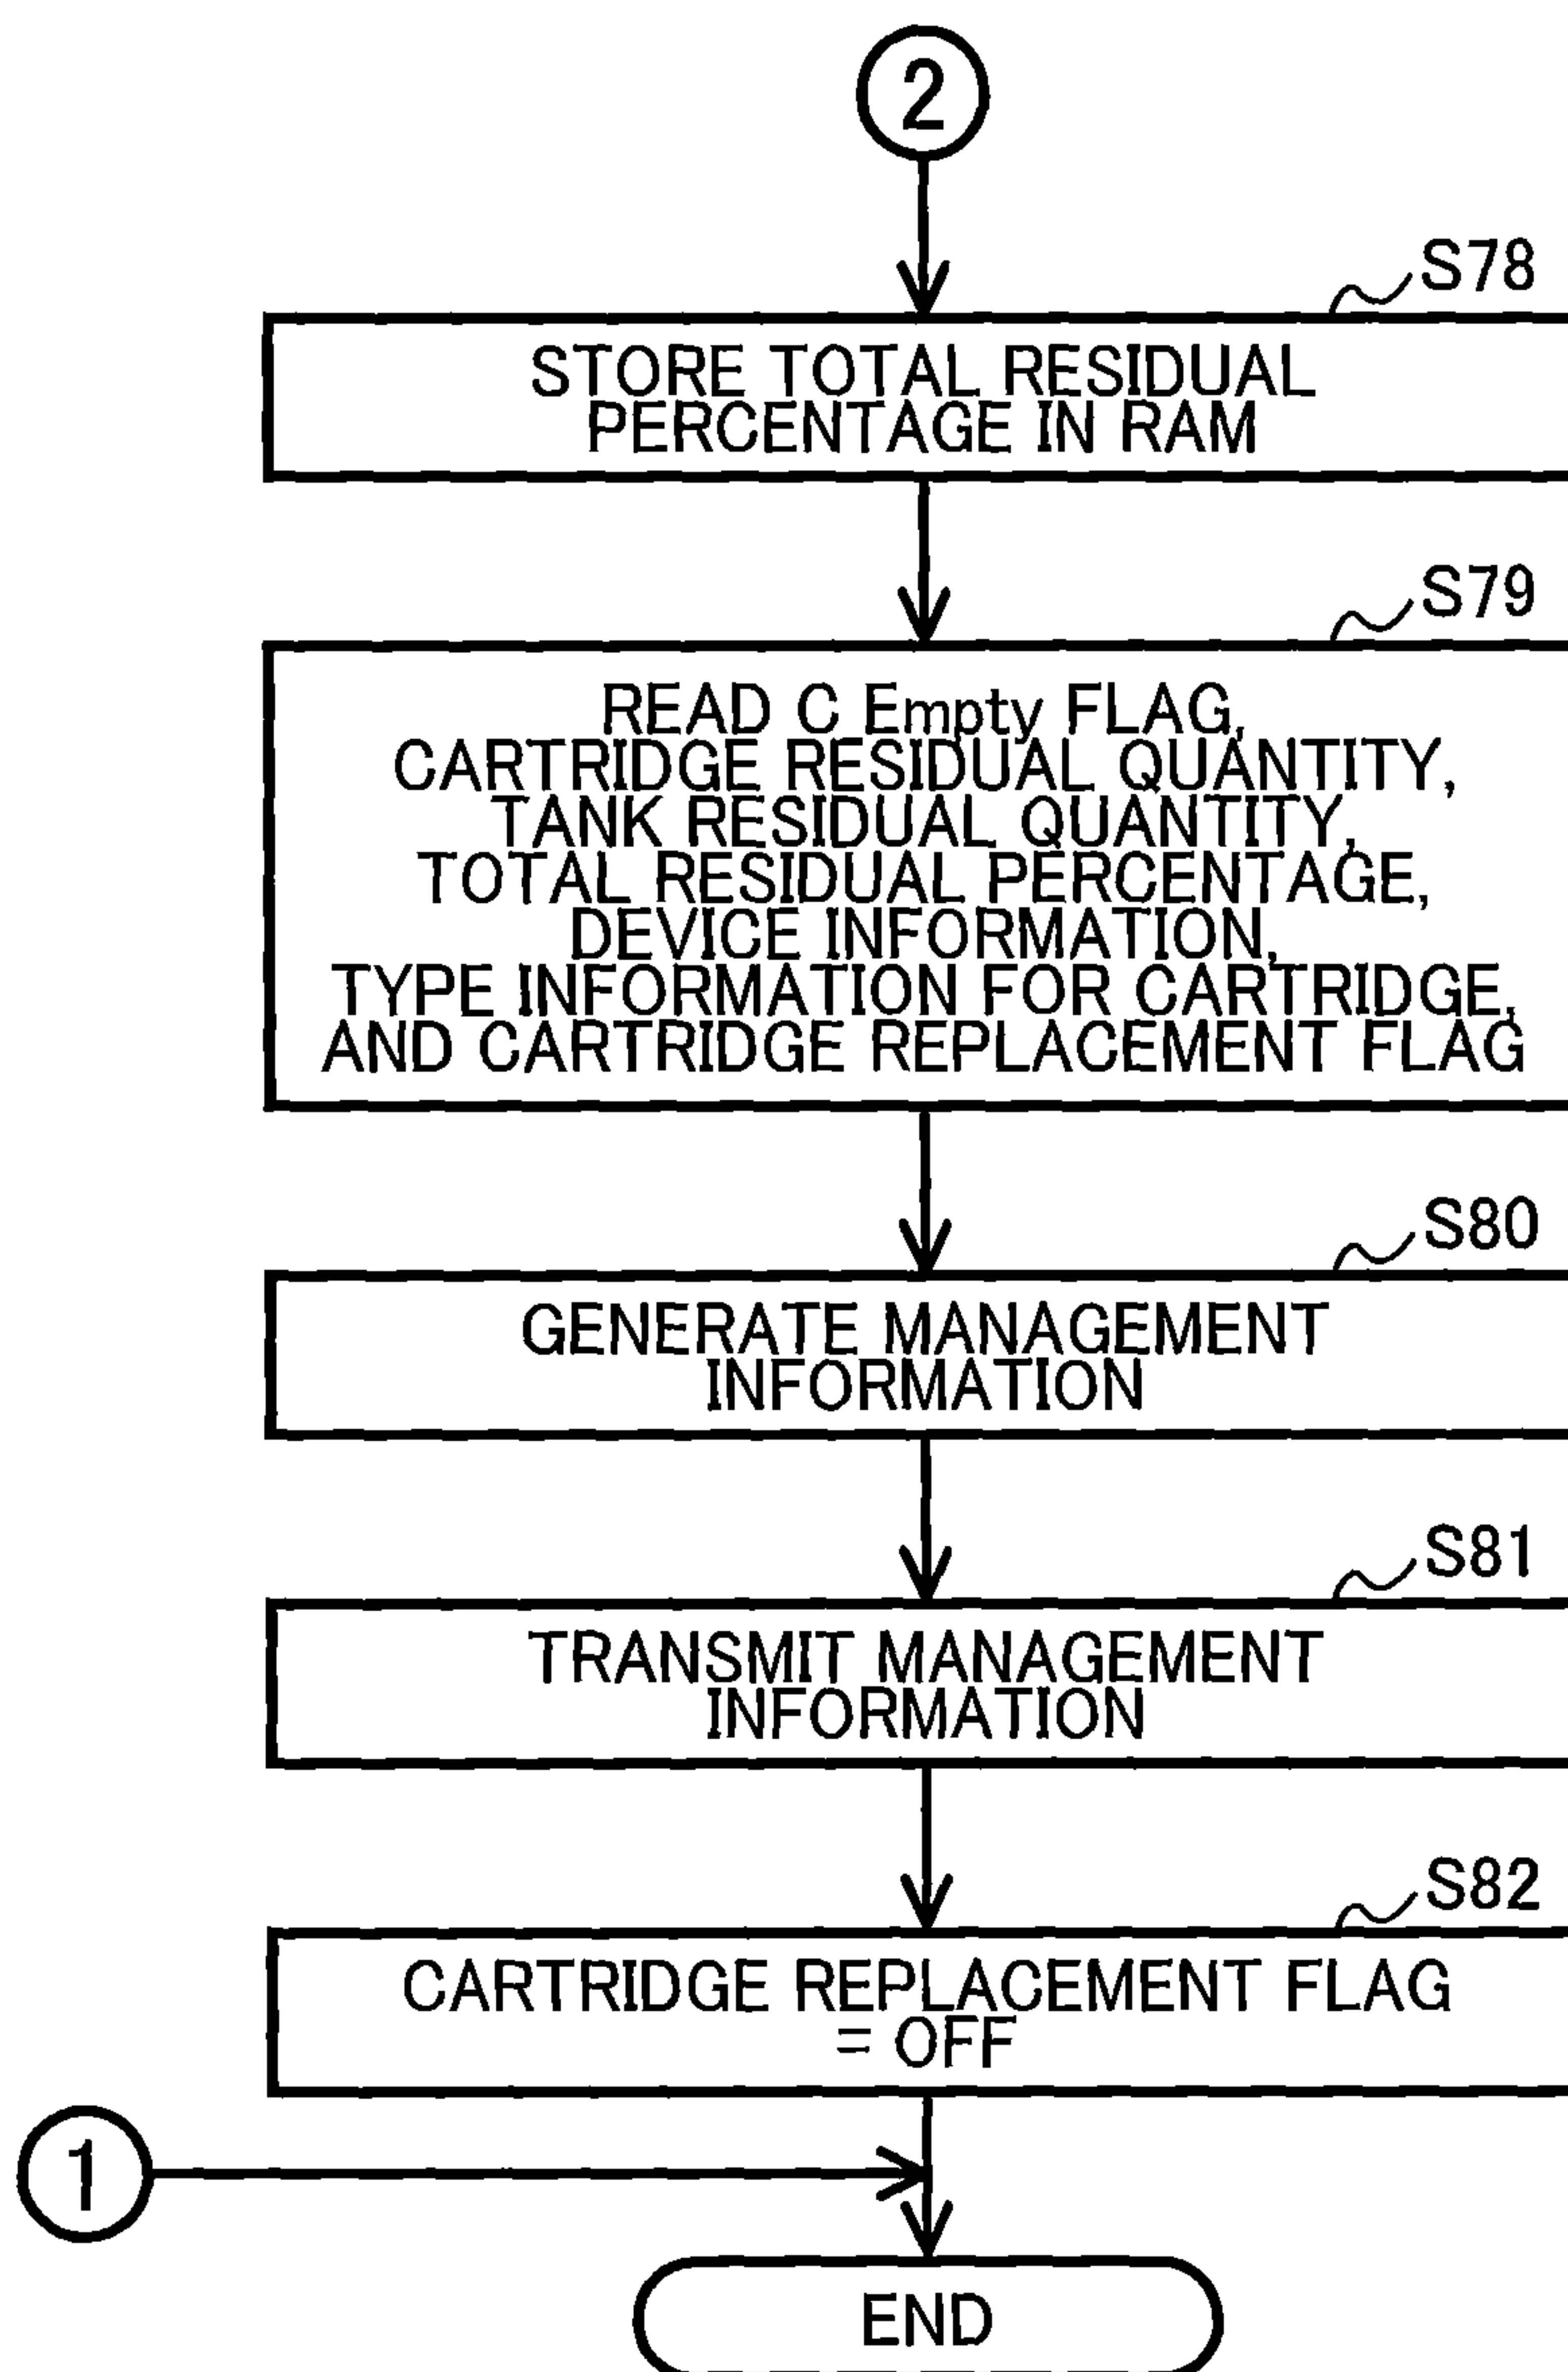 2
S78
STORE TOTAL RESIDUAL
PERCENTAGE IN RAM
S79
READ C Empty FLAG,
CARTRIDGE RESIDUAL QUANTITY,
TANK RESIDUAL QUANTITY,
TOTAL RESIDUAL PERCENTAGE,
DEVICE INFORMATION,
TYPE INFORMATION FOR CARTRIDGE,
AND CARTRIDGE REPLACEMENT FLAG
S80
GENERATE MANAGEMENT
INFORMATION
S81
TRANSMIT MANAGEMENT
INFORMATION
S82
CARTRIDGE REPLACEMENT FLAG
= OFF
1
END